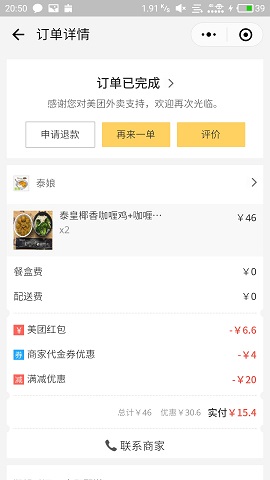 20:50
1.91 K/s
39
订单详情
订单已完成
感谢您对美团外卖支持，欢迎再次光临。
申请退款
再来一单
评价
泰娘
泰皇椰香咖喱鸡+咖喱…
¥46
x2
餐盒费
¥0
配送费
¥0
¥ 美团红包
-¥6.6
券 商家代金券优惠
-¥4
减 满减优惠
-¥20
总计¥46 优惠¥30.6 实付¥15.4
联系商家